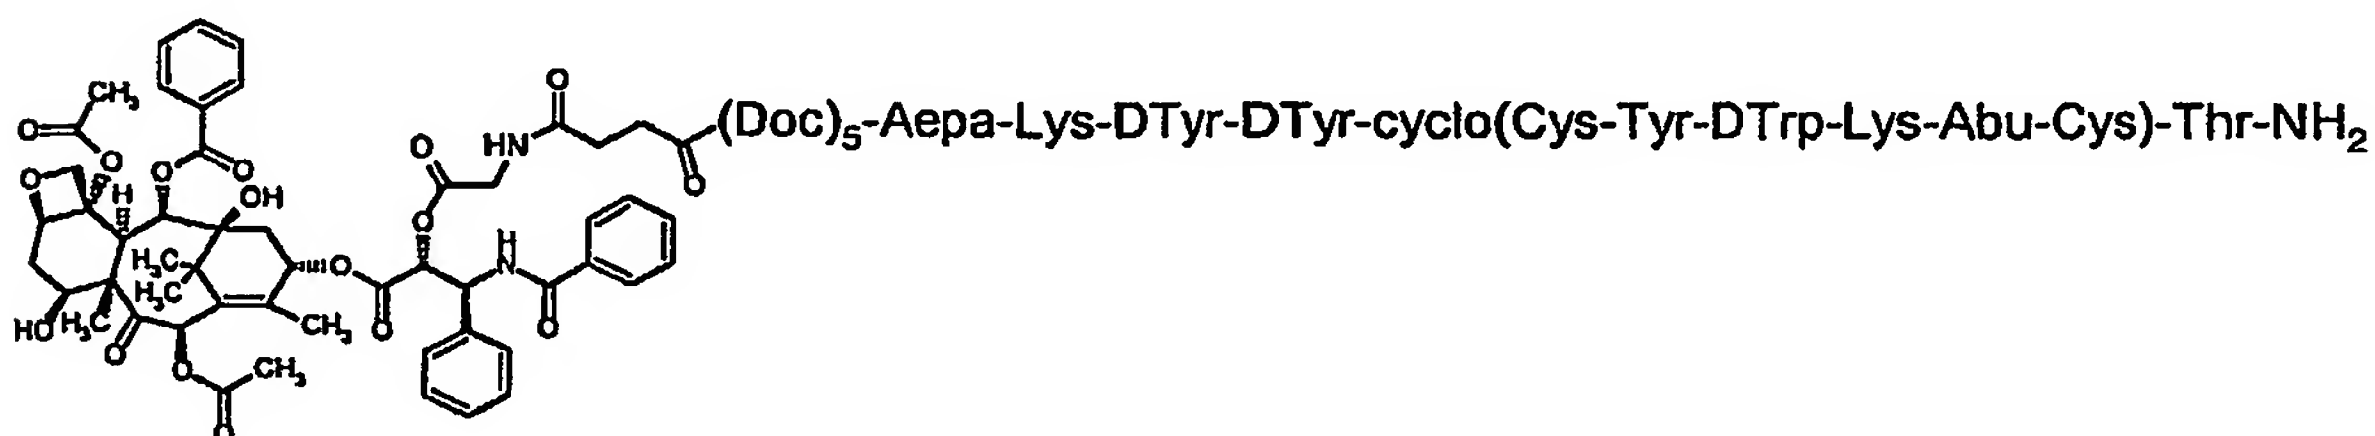 O
CH3
O
HN
(Doc)5-Aepa-Lys-DTyr-DTyr-cyclo(Cys-Tyr-DTrp-Lys-Abu-Cys)-Thr-NH2
O
O
O
O
O
O
O
H
OH
O
H3C
H
N
O
H3C
O
O
HO
H3C
CH3
O
O
CH3
O